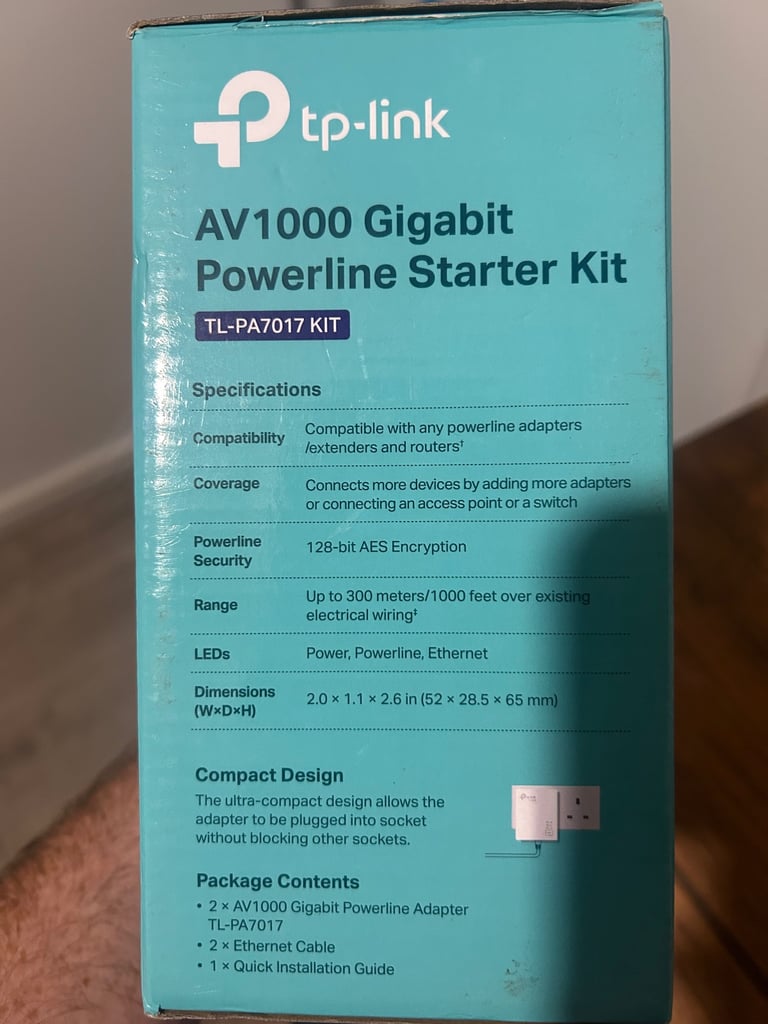 tp-link
AV1000 Gigabit
Powerline Starter Kit
TL-PA7017 KIT
Specifications
Compatibility
Compatible with any powerline adapters
/extenders and routers†
Coverage
Connects more devices by adding more adapters
or connecting an access point or a switch
Powerline
Security
128-bit AES Encryption
Range
Up to 300 meters/1000 feet over existing
electrical wiring‡
LEDs
Power, Powerline, Ethernet
Dimensions
(W×D×H)
2.0 × 1.1 × 2.6 in (52 × 28.5 × 65 mm)
Compact Design
The ultra-compact design allows the
adapter to be plugged into socket
without blocking other sockets.
Package Contents
• 2 × AV1000 Gigabit Powerline Adapter
TL-PA7017
• 2 × Ethernet Cable
• 1 × Quick Installation Guide